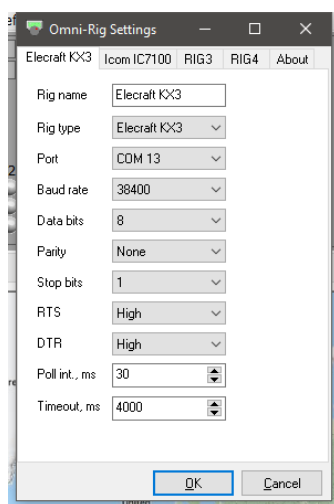 Omni-Rig Settings
Elecraft KX3 Icom IC7100 RIG3 RIG4 About
Rig name Elecraft KX3
Rig type Elecraft KX3
Port COM 13
Baud rate 38400
Data bits 8
Parity None
Stop bits 1
RTS High
DTR High
Poll int., ms 30
Timeout, ms 4000
OK Cancel